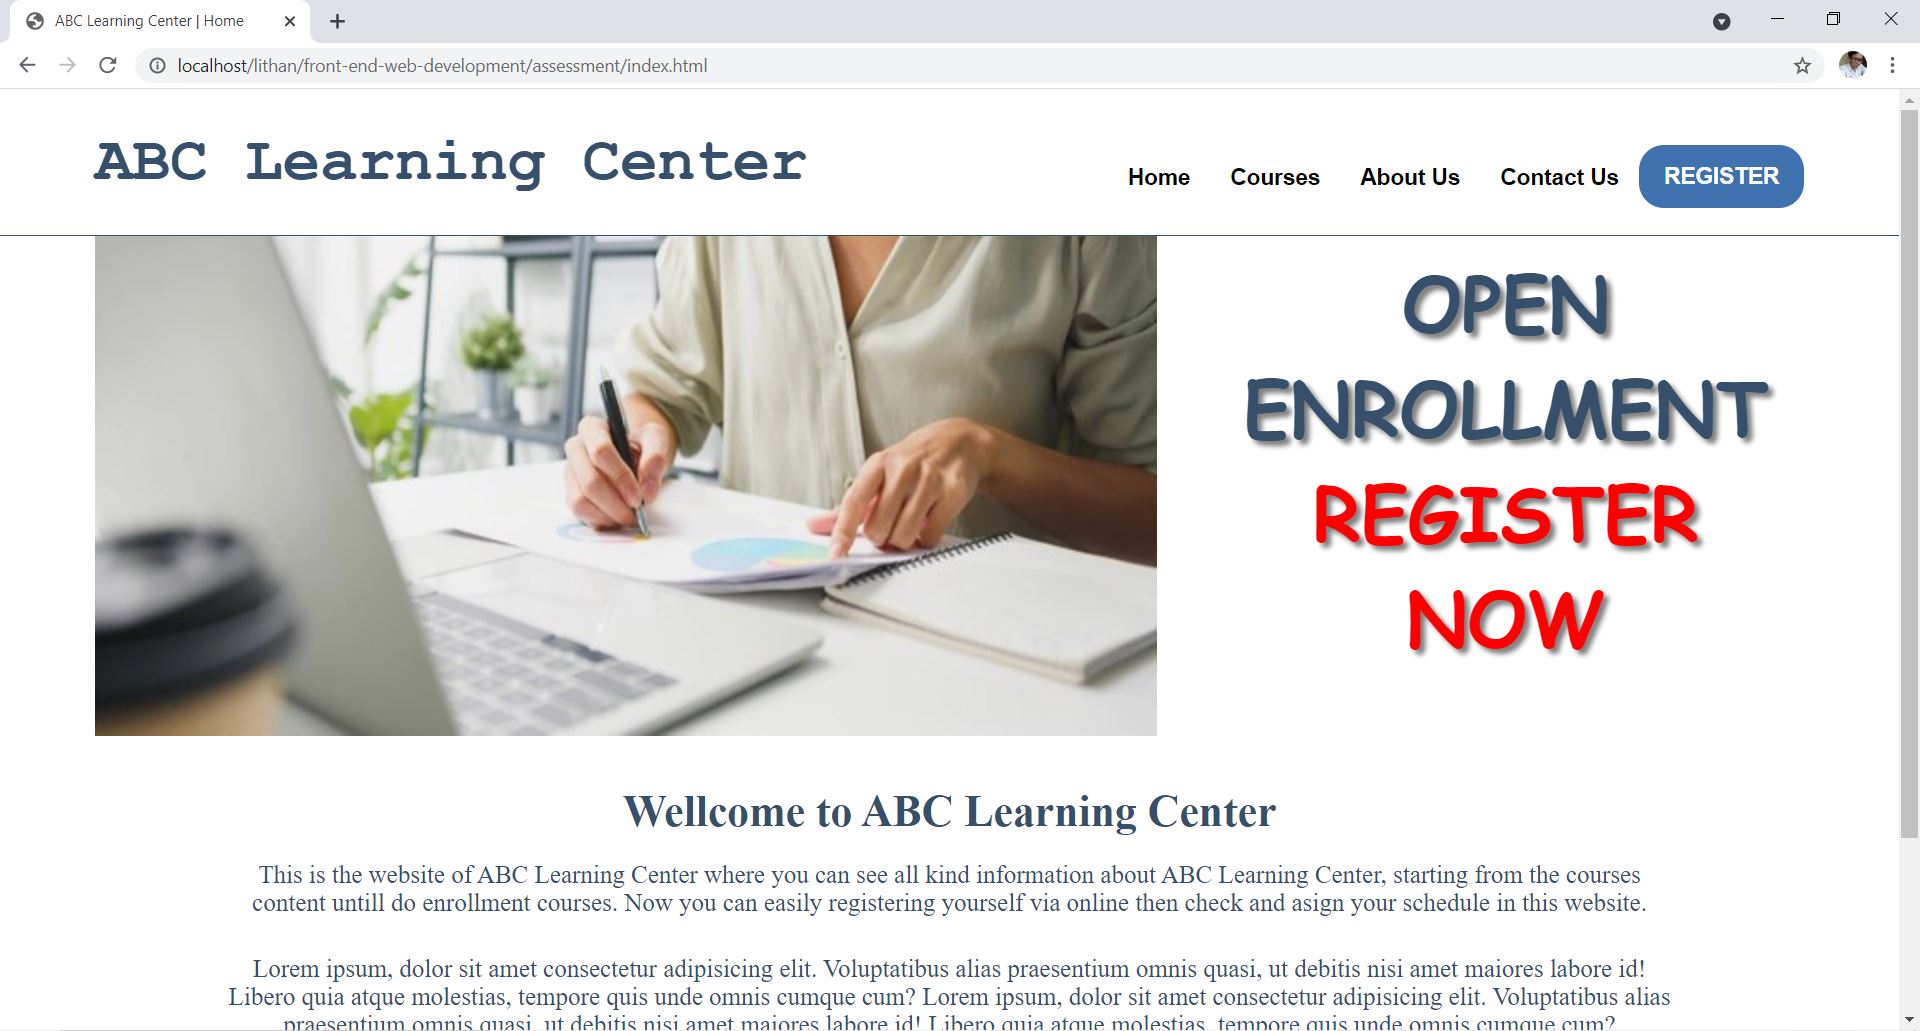 ABC Learning Center | Home
localhost/lithan/front-end-web-development/assessment/index.html
ABC Learning Center
Home Courses About Us Contact Us REGISTER
OPEN
ENROLLMENT
REGISTER
NOW
Wellcome to ABC Learning Center
This is the website of ABC Learning Center where you can see all kind information about ABC Learning Center, starting from the courses
content untill do enrollment courses. Now you can easily registering yourself via online then check and asign your schedule in this website.
Lorem ipsum, dolor sit amet consectetur adipisicing elit. Voluptatibus alias praesentium omnis quasi, ut debitis nisi amet maiores labore id!
Libero quia atque molestias, tempore quis unde omnis cumque cum? Lorem ipsum, dolor sit amet consectetur adipisicing elit. Voluptatibus alias
praesentium omnis quasi, ut debitis nisi amet maiores labore id! Libero quia atque molestias, tempore quis unde omnis cumque cum?